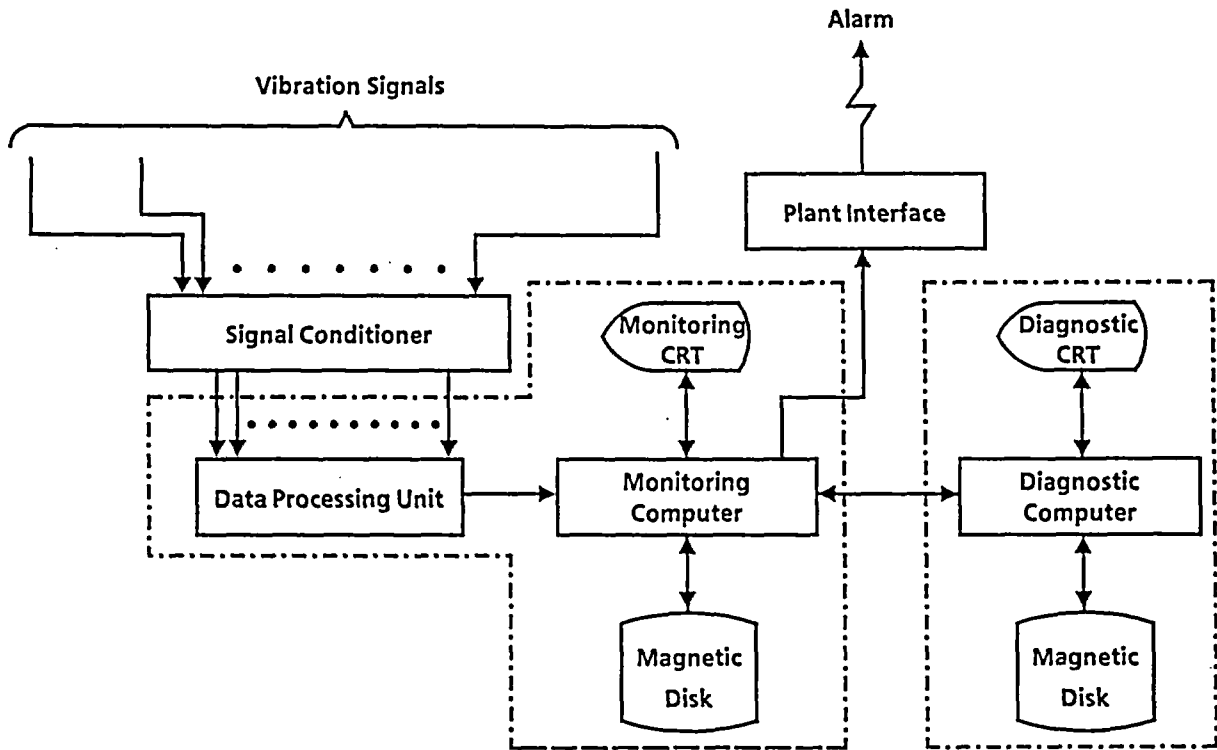 Alarm
Vibration Signals
Plant Interface
Signal Conditioner
Monitoring
CRT
Diagnostic
CRT
Data Processing Unit
Monitoring
Computer
Diagnostic
Computer
Magnetic
Disk
Magnetic
Disk